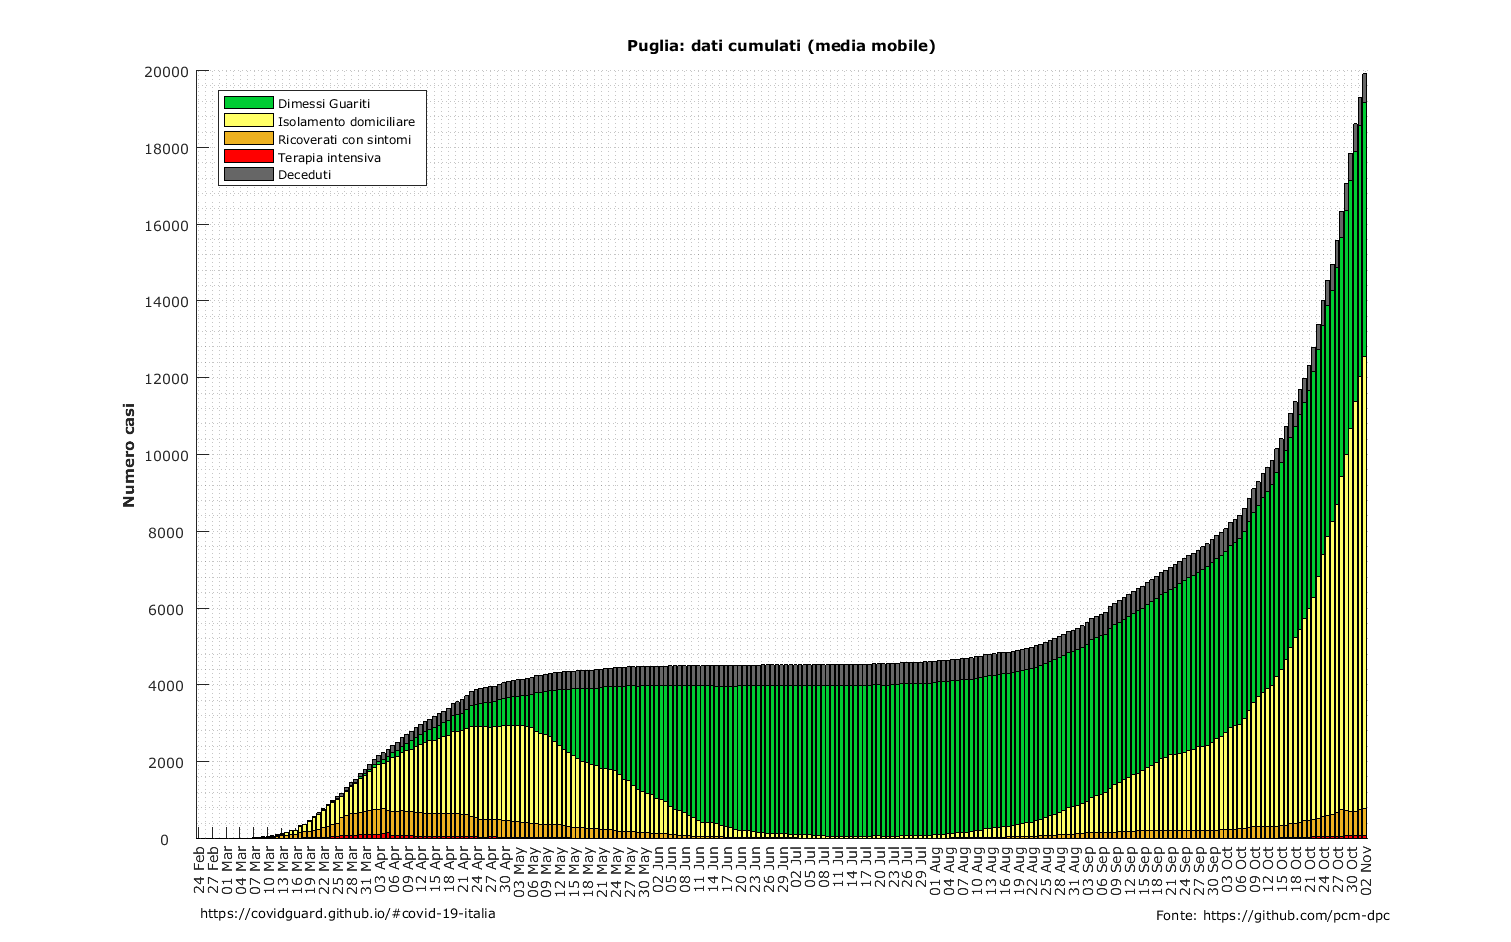 Puglia: dati cumulati (media mobile)
20000
18000
16000
14000
12000
10000
8000
6000
4000
2000
0
Numero casi
Dimessi Guariti
Isolamento domiciliare
Ricoverati con sintomi
Terapia intensiva
Deceduti
24 Feb
27 Feb
01 Mar
04 Mar
07 Mar
10 Mar
13 Mar
16 Mar
19 Mar
22 Mar
25 Mar
28 Mar
31 Mar
03 Apr
06 Apr
09 Apr
12 Apr
15 Apr
18 Apr
21 Apr
24 Apr
27 Apr
30 Apr
03 May
06 May
09 May
12 May
15 May
18 May
21 May
24 May
27 May
30 May
02 Jun
05 Jun
08 Jun
11 Jun
14 Jun
17 Jun
20 Jun
23 Jun
26 Jun
29 Jun
02 Jul
05 Jul
08 Jul
11 Jul
14 Jul
17 Jul
20 Jul
23 Jul
26 Jul
29 Jul
01 Aug
04 Aug
07 Aug
10 Aug
13 Aug
16 Aug
19 Aug
22 Aug
25 Aug
28 Aug
31 Aug
03 Sep
06 Sep
09 Sep
12 Sep
15 Sep
18 Sep
21 Sep
24 Sep
27 Sep
30 Sep
03 Oct
06 Oct
09 Oct
12 Oct
15 Oct
18 Oct
21 Oct
24 Oct
27 Oct
30 Oct
02 Nov
https://covidguard.github.io/#covid-19-italia
Fonte: https://github.com/pcm-dpc